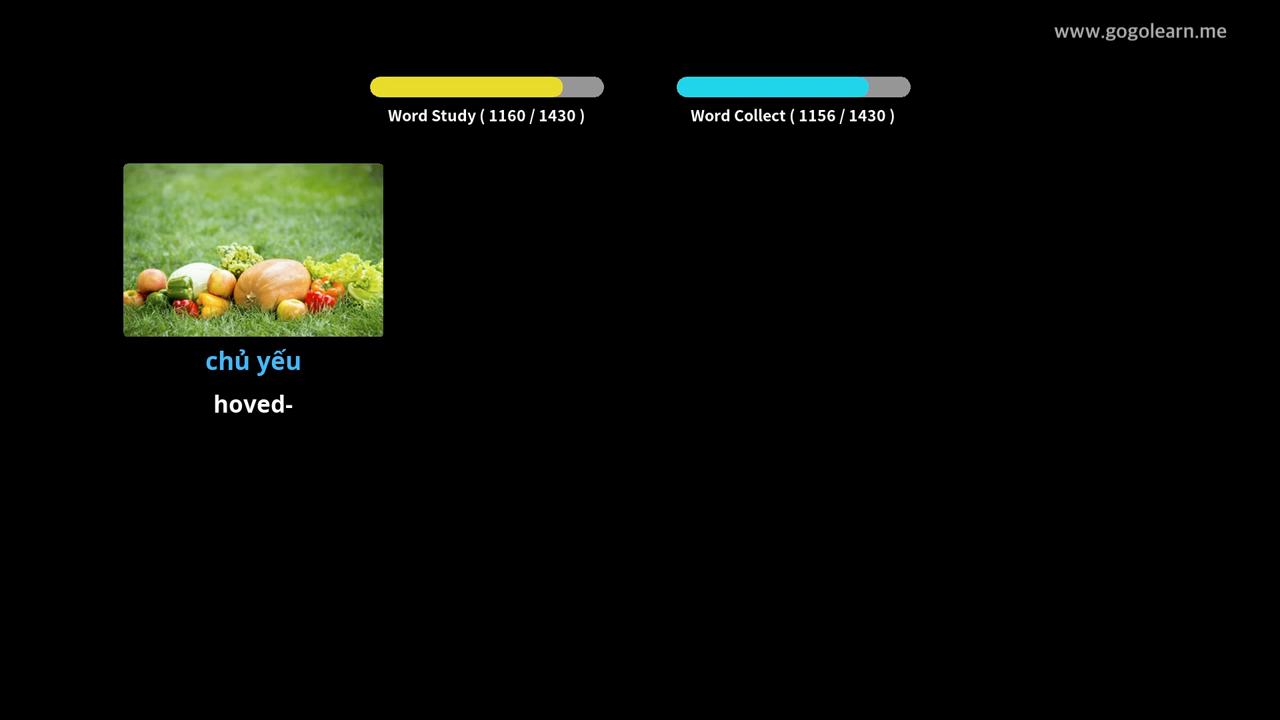 www.gogolearn.me
Word Study ( 1160 / 1430 )
Word Collect ( 1156 / 1430 )
chủ yếu
hoved-